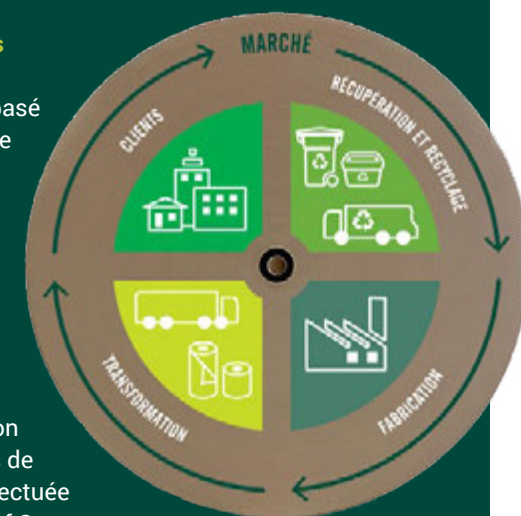 s
MARCHÉ
RÉCUPÉRATION ET RECYCLAGE
CLIENTS
basé
e
TRANSFORMATION
FABRICATION
on
de
ectuée